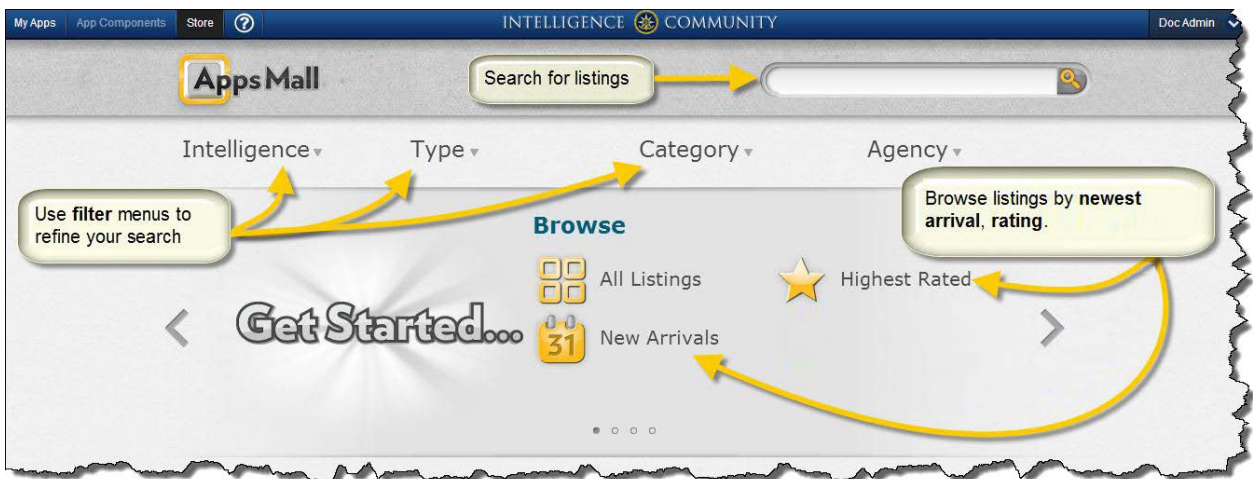 My Apps App Components Store ? INTELLIGENCE COMMUNITY Doc Admin
Apps Mall
Search for listings
Intelligence Type Category Agency
Use filter menus to
refine your search
Browse listings by newest
arrival, rating.
Browse
All Listings
Highest Rated
Get Started...
31
New Arrivals